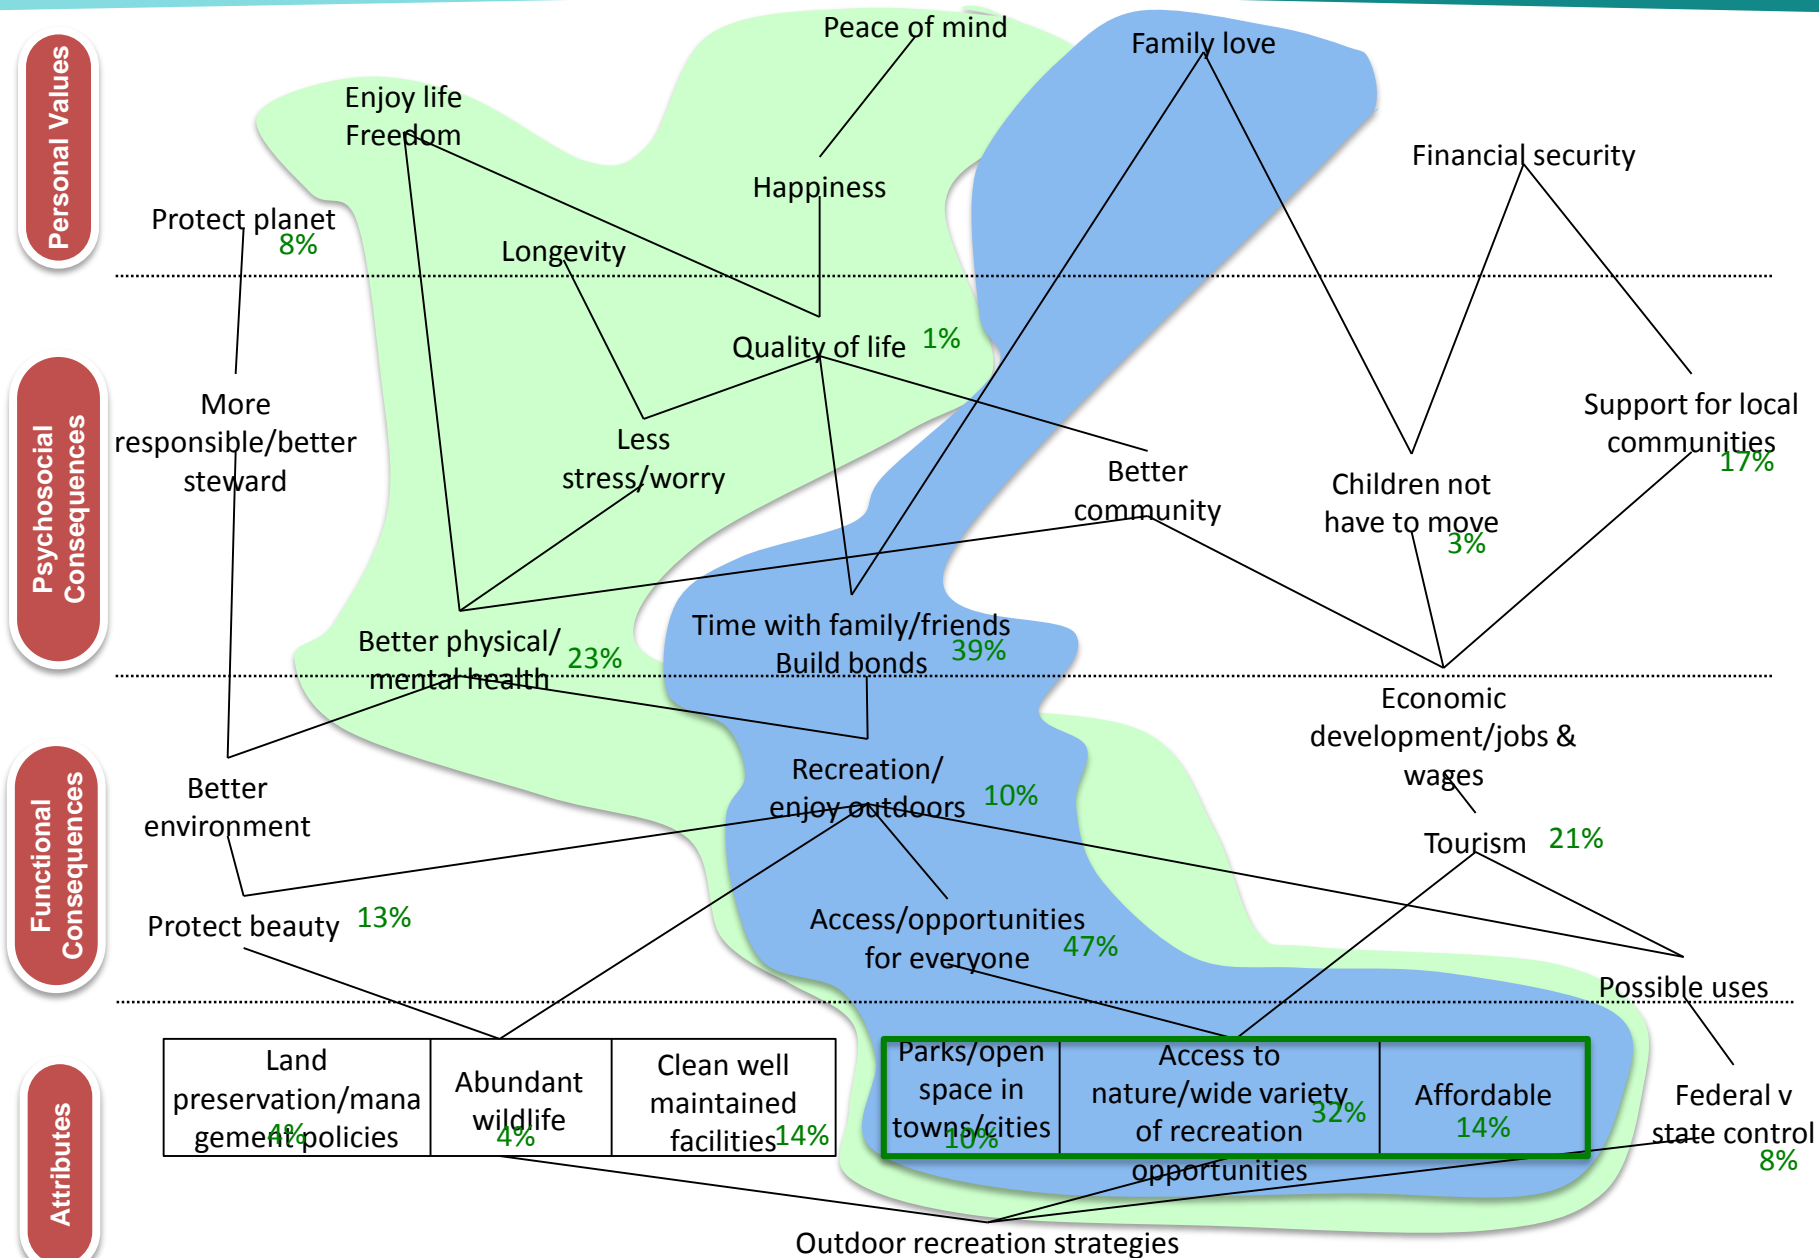 Personal Values
Peace of mind
Family love
Enjoy life
Freedom
Financial security
Happiness
Protect planet
8%
Longevity
Psychosocial
Consequences
Quality of life 1%
More
responsible/better
steward
Less
stress/worry
Better
community
Children not
have to move
3%
Support for local
communities
17%
Better physical/
mental health
23%
Time with family/friends
Build bonds 39%
Functional
Consequences
Economic
development/jobs &
wages
Better
environment
Recreation/
enjoy outdoors 10%
Tourism 21%
Protect beauty 13%
Access/opportunities
for everyone 47%
Possible uses
Attributes
Land
preservation/mana
gement policies
4%
Abundant
wildlife
4%
Clean well
maintained
facilities 14%
Parks/open
space in
towns/cities
10%
Access to
nature/wide variety
of recreation
opportunities
32%
Affordable
14%
Federal v
state control
8%
Outdoor recreation strategies